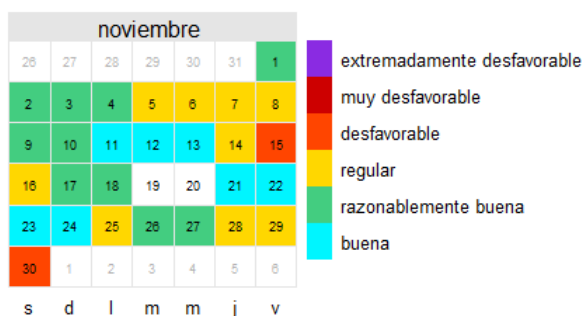 noviembre
26 27 28 29 30 31 1
2 3 4 5 6 7 8
9 10 11 12 13 14 15
16 17 18 19 20 21 22
23 24 25 26 27 28 29
30 1 2 3 4 5 6
s d l m m j v
extremadamente desfavorable
muy desfavorable
desfavorable
regular
razonablemente buena
buena